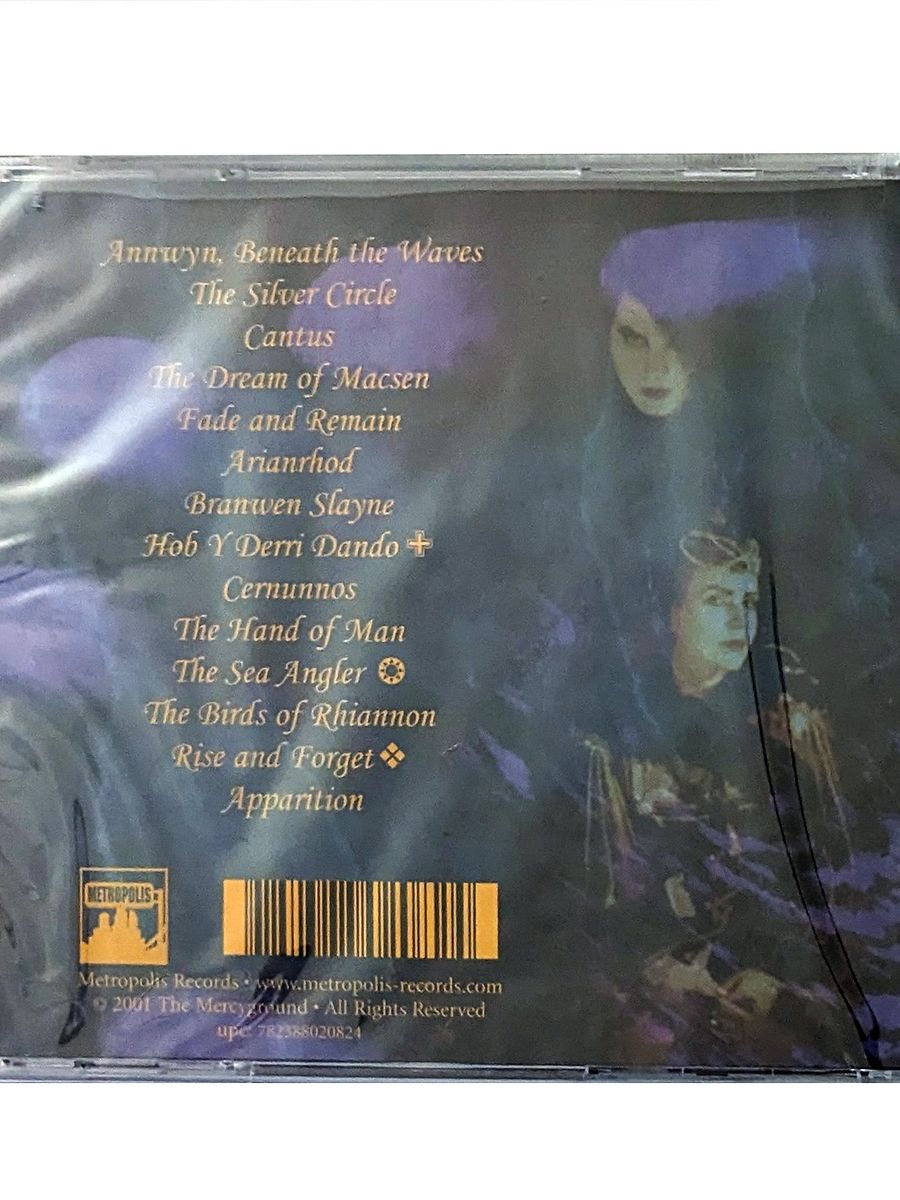 Annwyn, Beneath the Waves
The Silver Circle
Cantus
The Dream of Macsen
Fade and Remain
Arianrhod
Branwen Slayne
Hob Y Derri Dando
Cernunnos
The Hand of Man
The Sea Angler
The Birds of Rhiannon
Rise and Forget
Apparition
METROPOLIS
Metropolis Records • www.metropolis-records.com
© 2001 The Mercyground • All Rights Reserved
upc: 782388020824